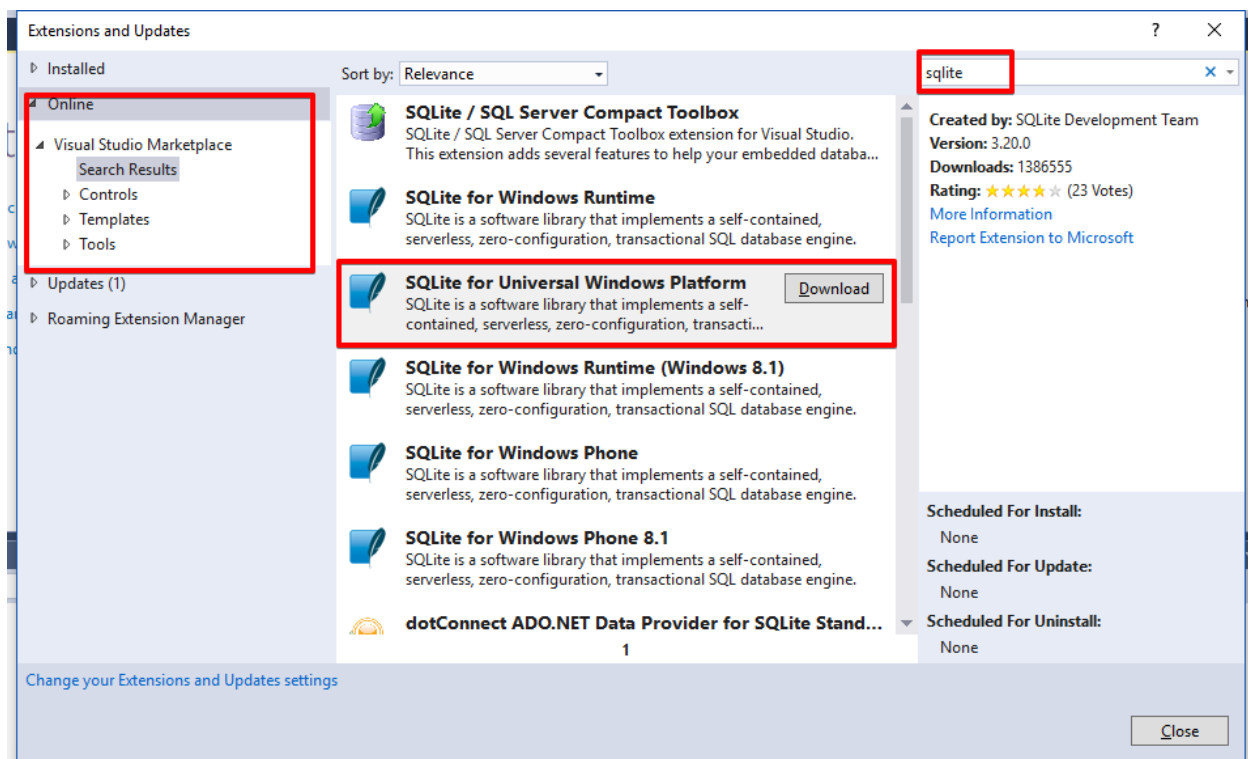 Extensions and Updates
?
Installed
Online
Visual Studio Marketplace
Search Results
Controls
Templates
Tools
Updates (1)
Roaming Extension Manager
Sort by: Relevance
SQLite / SQL Server Compact Toolbox
SQLite / SQL Server Compact Toolbox extension for Visual Studio.
This extension adds several features to help your embedded databa...
SQLite for Windows Runtime
SQLite is a software library that implements a self-contained,
serverless, zero-configuration, transactional SQL database engine.
SQLite for Universal Windows Platform
Download
SQLite is a software library that implements a self-
contained, serverless, zero-configuration, transacti...
SQLite for Windows Runtime (Windows 8.1)
SQLite is a software library that implements a self-contained,
serverless, zero-configuration, transactional SQL database engine.
SQLite for Windows Phone
SQLite is a software library that implements a self-contained,
serverless, zero-configuration, transactional SQL database engine.
SQLite for Windows Phone 8.1
SQLite is a software library that implements a self-contained,
serverless, zero-configuration, transactional SQL database engine.
dotConnect ADO.NET Data Provider for SQLite Stand...
1
sqlite
Created by: SQLite Development Team
Version: 3.20.0
Downloads: 1386555
Rating: (23 Votes)
More Information
Report Extension to Microsoft
Scheduled For Install:
None
Scheduled For Update:
None
Scheduled For Uninstall:
None
Change your Extensions and Updates settings
Close